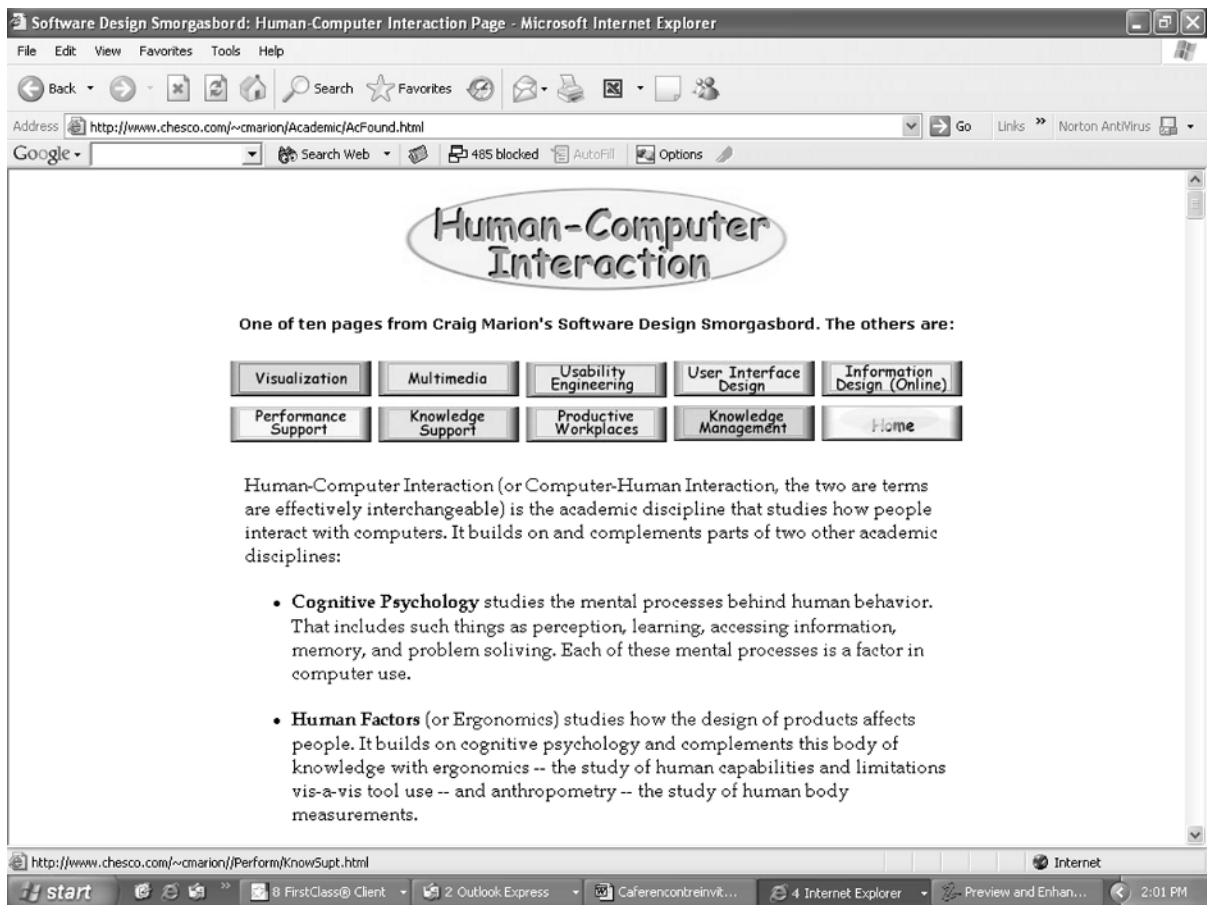 Software Design Smorgasbord: Human-Computer Interaction Page - Microsoft Internet Explorer
File Edit View Favorites Tools Help
Back Search Favorites
Address http://www.chesco.com/~cmarion/Academic/AcFound.html Go Links » Norton AntiVirus
Google Search Web 485 blocked AutoFill Options
Human-Computer
Interaction
One of ten pages from Craig Marion's Software Design Smorgasbord. The others are:
Visualization
Multimedia
Usability
Engineering
User Interface
Design
Information
Design (Online)
Performance
Support
Knowledge
Support
Productive
Workplaces
Knowledge
Management
Home
Human-Computer Interaction (or Computer-Human Interaction, the two are terms
are effectively interchangeable) is the academic discipline that studies how people
interact with computers. It builds on and complements parts of two other academic
disciplines:
• Cognitive Psychology studies the mental processes behind human behavior.
That includes such things as perception, learning, accessing information,
memory, and problem soliving. Each of these mental processes is a factor in
computer use.
• Human Factors (or Ergonomics) studies how the design of products affects
people. It builds on cognitive psychology and complements this body of
knowledge with ergonomics -- the study of human capabilities and limitations
vis-a-vis tool use -- and anthropometry -- the study of human body
measurements.
http://www.chesco.com/~cmarion//Perform/KnowSupt.html Internet
start » 8 FirstClass® Client 2 Outlook Express Caferencontreinvit... 4 Internet Explorer Preview and Enhan... 2:01 PM